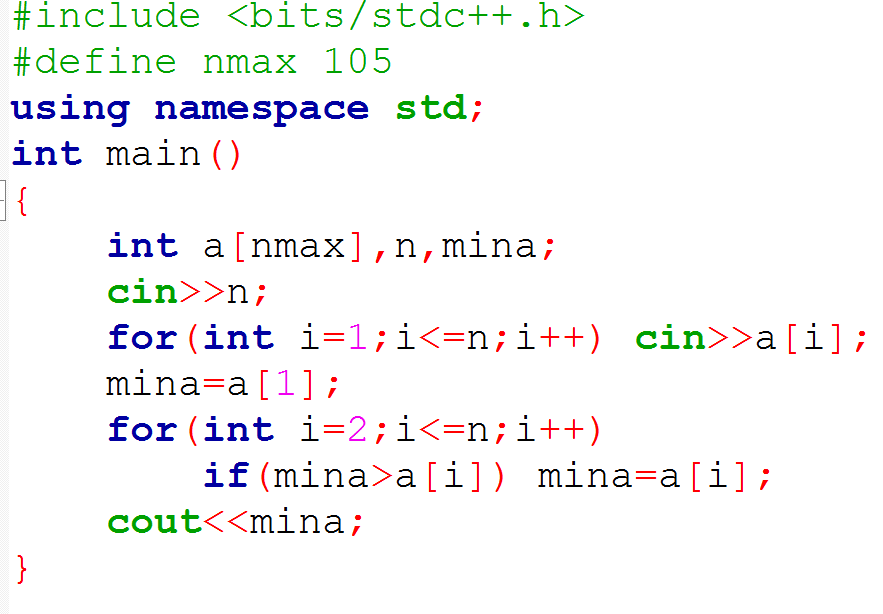 #include <bits/stdc++.h>
#define nmax 105
using namespace std;
int main()
{
    int a[nmax],n,mina;
    cin>>n;
    for(int i=1;i<=n;i++) cin>>a[i];
    mina=a[1];
    for(int i=2;i<=n;i++)
        if(mina>a[i]) mina=a[i];
    cout<<mina;
}